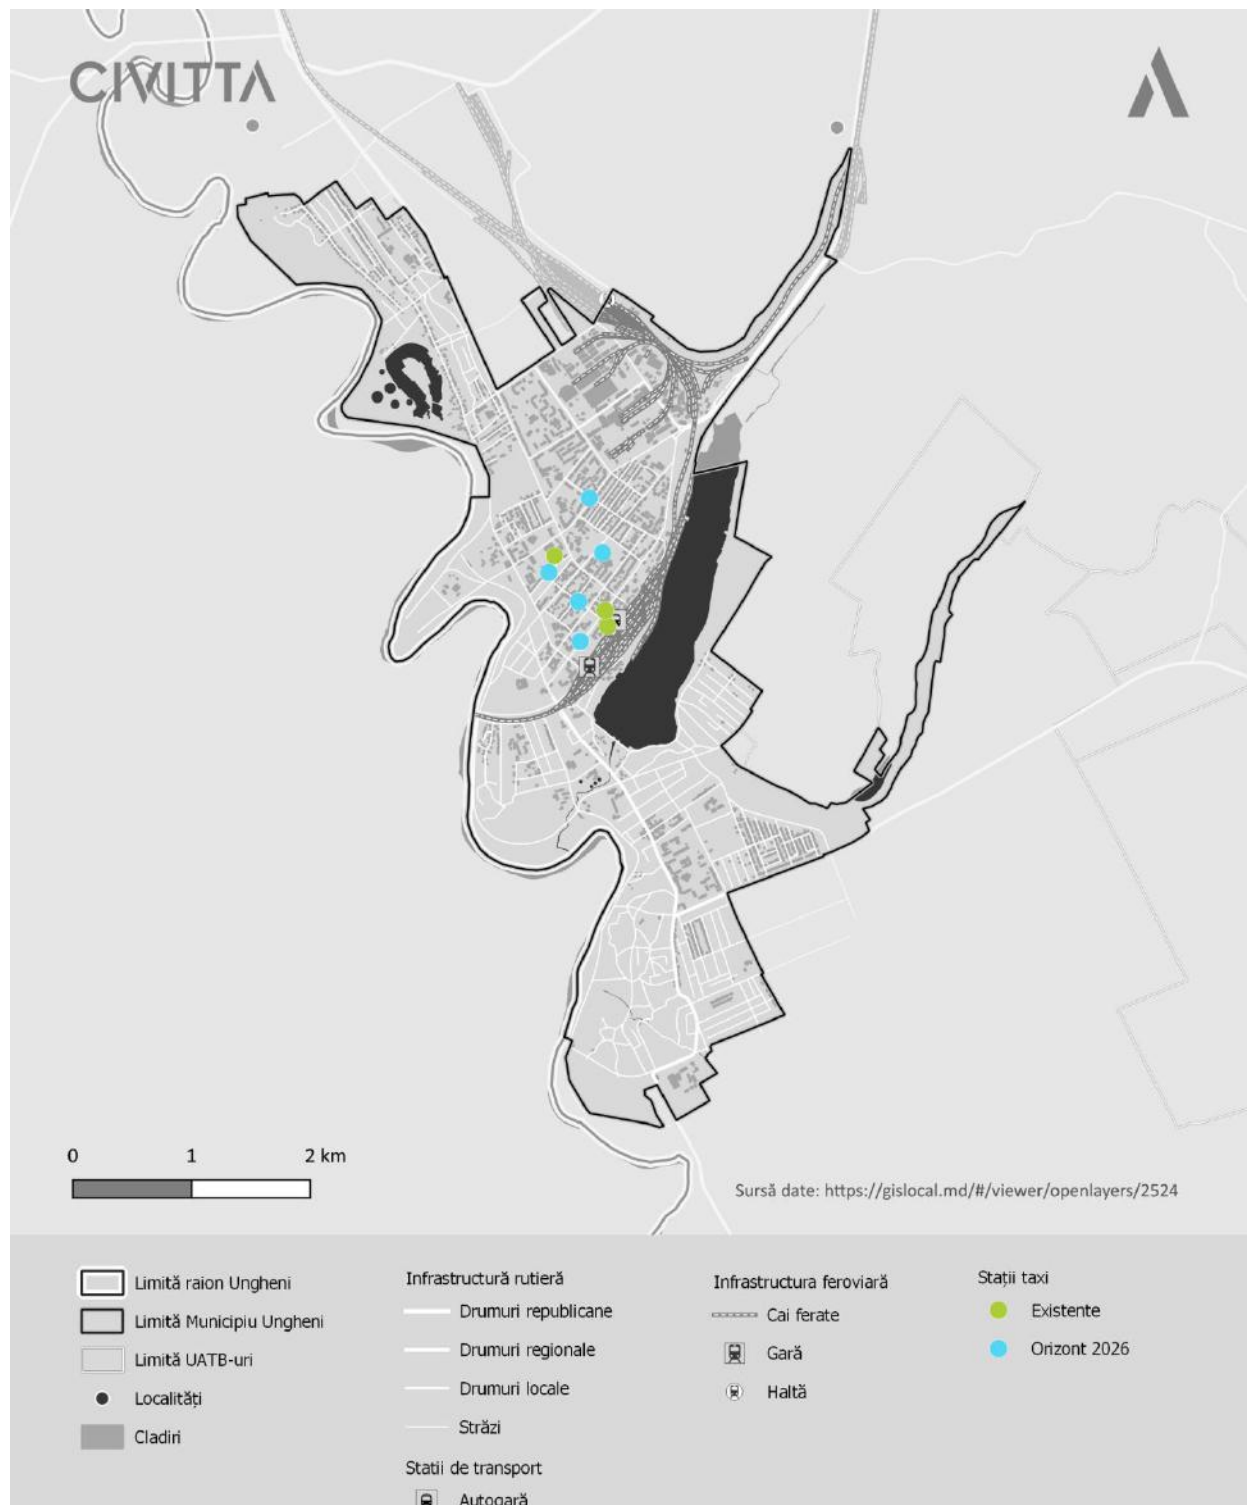 CIVITTA
0 1 2 km
Sursă date: https://gislocal.md/#/viewer/openlayers/2524
Limită raion Ungheni
Limită Municipiu Ungheni
Limită UATB-uri
Localități
Cladiri
Infrastructură rutieră
Drumuri republicane
Drumuri regionale
Drumuri locale
Străzi
Statii de transport
Autogară
Infrastructura feroviară
Cai ferate
Gară
Haltă
Stații taxi
Existente
Orizont 2026